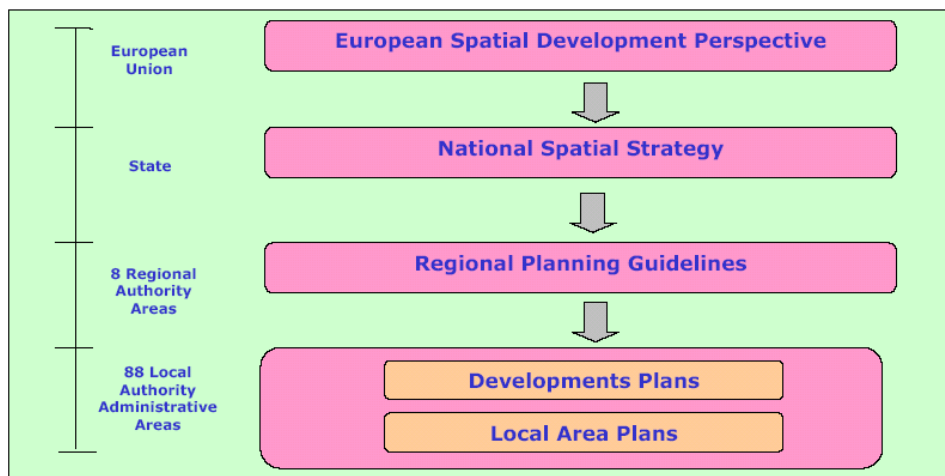 European
Union
European Spatial Development Perspective
State
National Spatial Strategy
8 Regional
Authority
Areas
Regional Planning Guidelines
88 Local
Authority
Administrative
Areas
Developments Plans
Local Area Plans